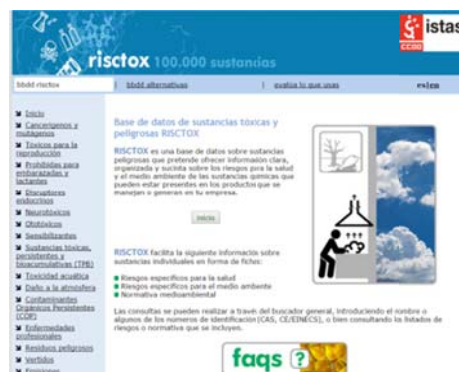 risctox 100.000 sustancias
istas
CCOO
bbdd risctox | bbdd alternativas | evalúa lo que usas es|en
Inicio
Cancerígenos y
mutágenos
Tóxicos para la
reproducción
Prohibidas para
embarazadas y
lactantes
Disruptores
endocrinos
Neurotóxicos
Ototóxicos
Sensibilizantes
Sustancias tóxicas,
persistentes y
bioacumulativas (TPB)
Toxicidad acuática
Daño a la atmósfera
Contaminantes
Orgánicos Persistentes
(COP)
Enfermedades
profesionales
Residuos peligrosos
Vertidos
Emisiones
Base de datos de sustancias tóxicas y
peligrosas RISCTOX
RISCTOX es una base de datos sobre sustancias
peligrosas que pretende ofrecer información clara,
organizada y sucinta sobre los riesgos para la salud
y el medio ambiente de las sustancias químicas que
pueden estar presentes en los productos que se
manejan o generan en tu empresa.
Inicio
RISCTOX facilita la siguiente información sobre
sustancias individuales en forma de fichas:
Riesgos específicos para la salud
Riesgos específicos para el medio ambiente
Normativa medioambiental
Las consultas se pueden realizar a través del buscador general, introduciendo el nombre o
algunos de los números de identificación (CAS, CE/EINECS), o bien consultando los listados de
riesgos o normativa que se incluyen.
faqs ?